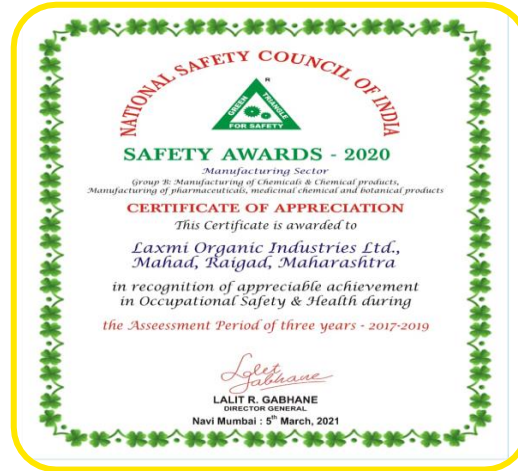 NATIONAL SAFETY COUNCIL OF INDIA
GREEN TRIANGLE
FOR SAFETY
SAFETY AWARDS - 2020
Manufacturing Sector
Group B: Manufacturing of Chemicals & Chemical products,
Manufacturing of pharmaceuticals, medicinal chemical and botanical products
CERTIFICATE OF APPRECIATION
This Certificate is awarded to
Laxmi Organic Industries Ltd.,
Mahad, Raigad, Maharashtra
in recognition of appreciable achievement
in Occupational Safety & Health during
the Asseessment Period of three years - 2017-2019
Lalit
Gabhane
LALIT R. GABHANE
DIRECTOR GENERAL
Navi Mumbai : 5th March, 2021